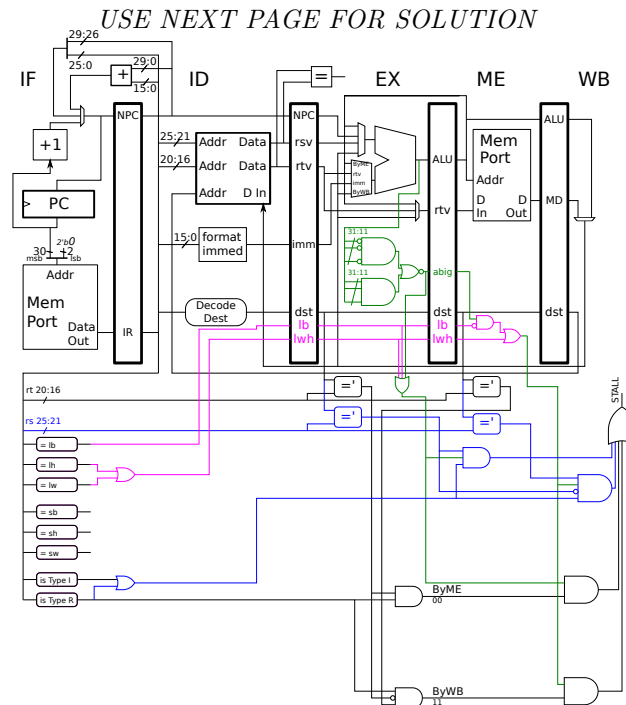 USE NEXT PAGE FOR SOLUTION
29:26
25:0
29:0
15:0
IF
ID
EX
ME
WB
+
=
+1
PC
NPC
NPC
ALU
25:21
Addr
Data
rsv
20:16
Addr
Data
rtv
Addr
D In
ByME
rtv
imm
ByWB
ALU
Mem
Port
Addr
D
In
D
Out
MD
rtv
30
2'b0
2
msb
lsb
Addr
Mem
Port
Data
Out
IR
15:0
format
immed
imm
31:11
31:11
abig
Decode
Dest
dst
dst
dst
lb
lb
lwh
lwh
rt 20:16
='
='
rs 25:21
='
='
STALL
= lb
= lh
= lw
= sb
= sh
= sw
is Type I
is Type R
ByME
00
ByWB
11